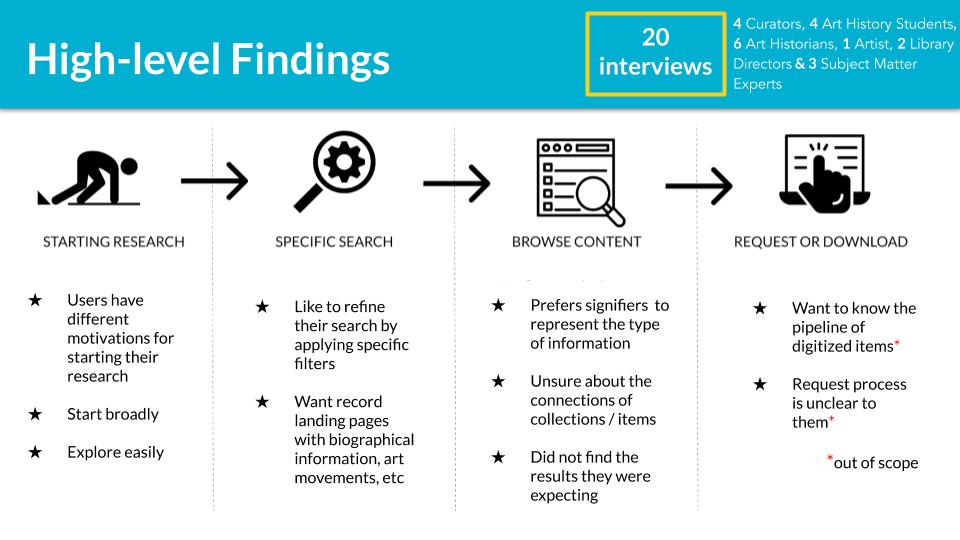 High-level Findings
20
interviews
4 Curators, 4 Art History Students,
6 Art Historians, 1 Artist, 2 Library
Directors & 3 Subject Matter
Experts
STARTING RESEARCH
★ Users have
different
motivations for
starting their
research
★ Start broadly
★ Explore easily
SPECIFIC SEARCH
★ Like to refine
their search by
applying specific
filters
★ Want record
landing pages
with biographical
information, art
movements, etc
BROWSE CONTENT
★ Prefers signifiers to
represent the type
of information
★ Unsure about the
connections of
collections / items
★ Did not find the
results they were
expecting
REQUEST OR DOWNLOAD
★ Want to know the
pipeline of
digitized items*
★ Request process
is unclear to
them*
*out of scope